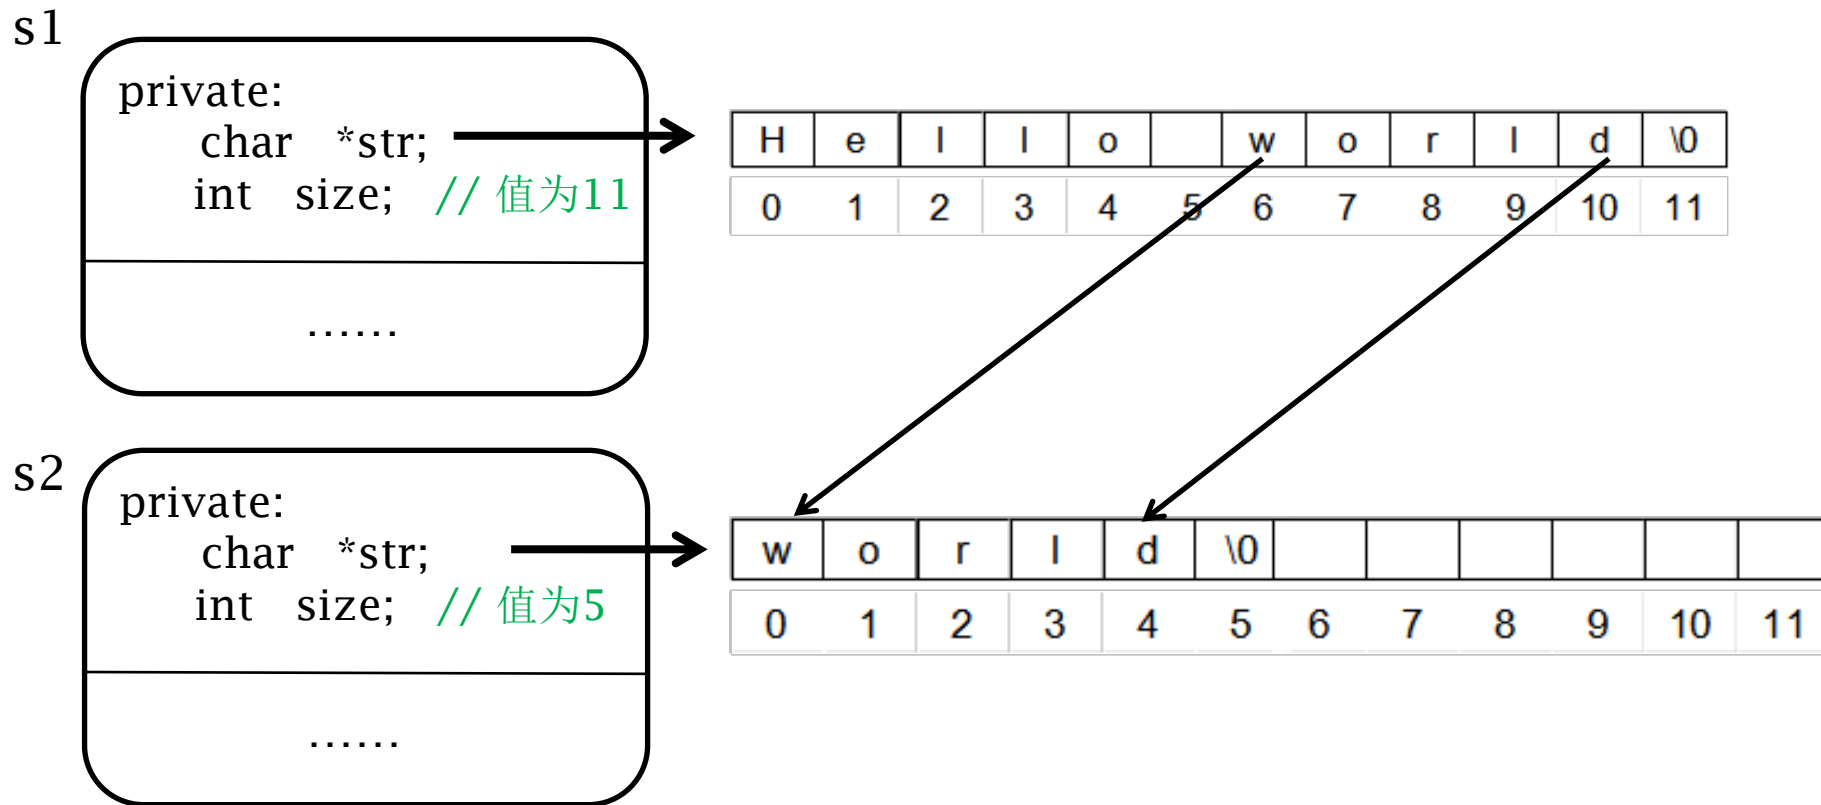 s1
private:
char *str;
int size; // 值为11
......
H e l l o w o r l d \0
0 1 2 3 4 5 6 7 8 9 10 11
s2
private:
char *str;
int size; // 值为5
......
w o r l d \0
0 1 2 3 4 5 6 7 8 9 10 11